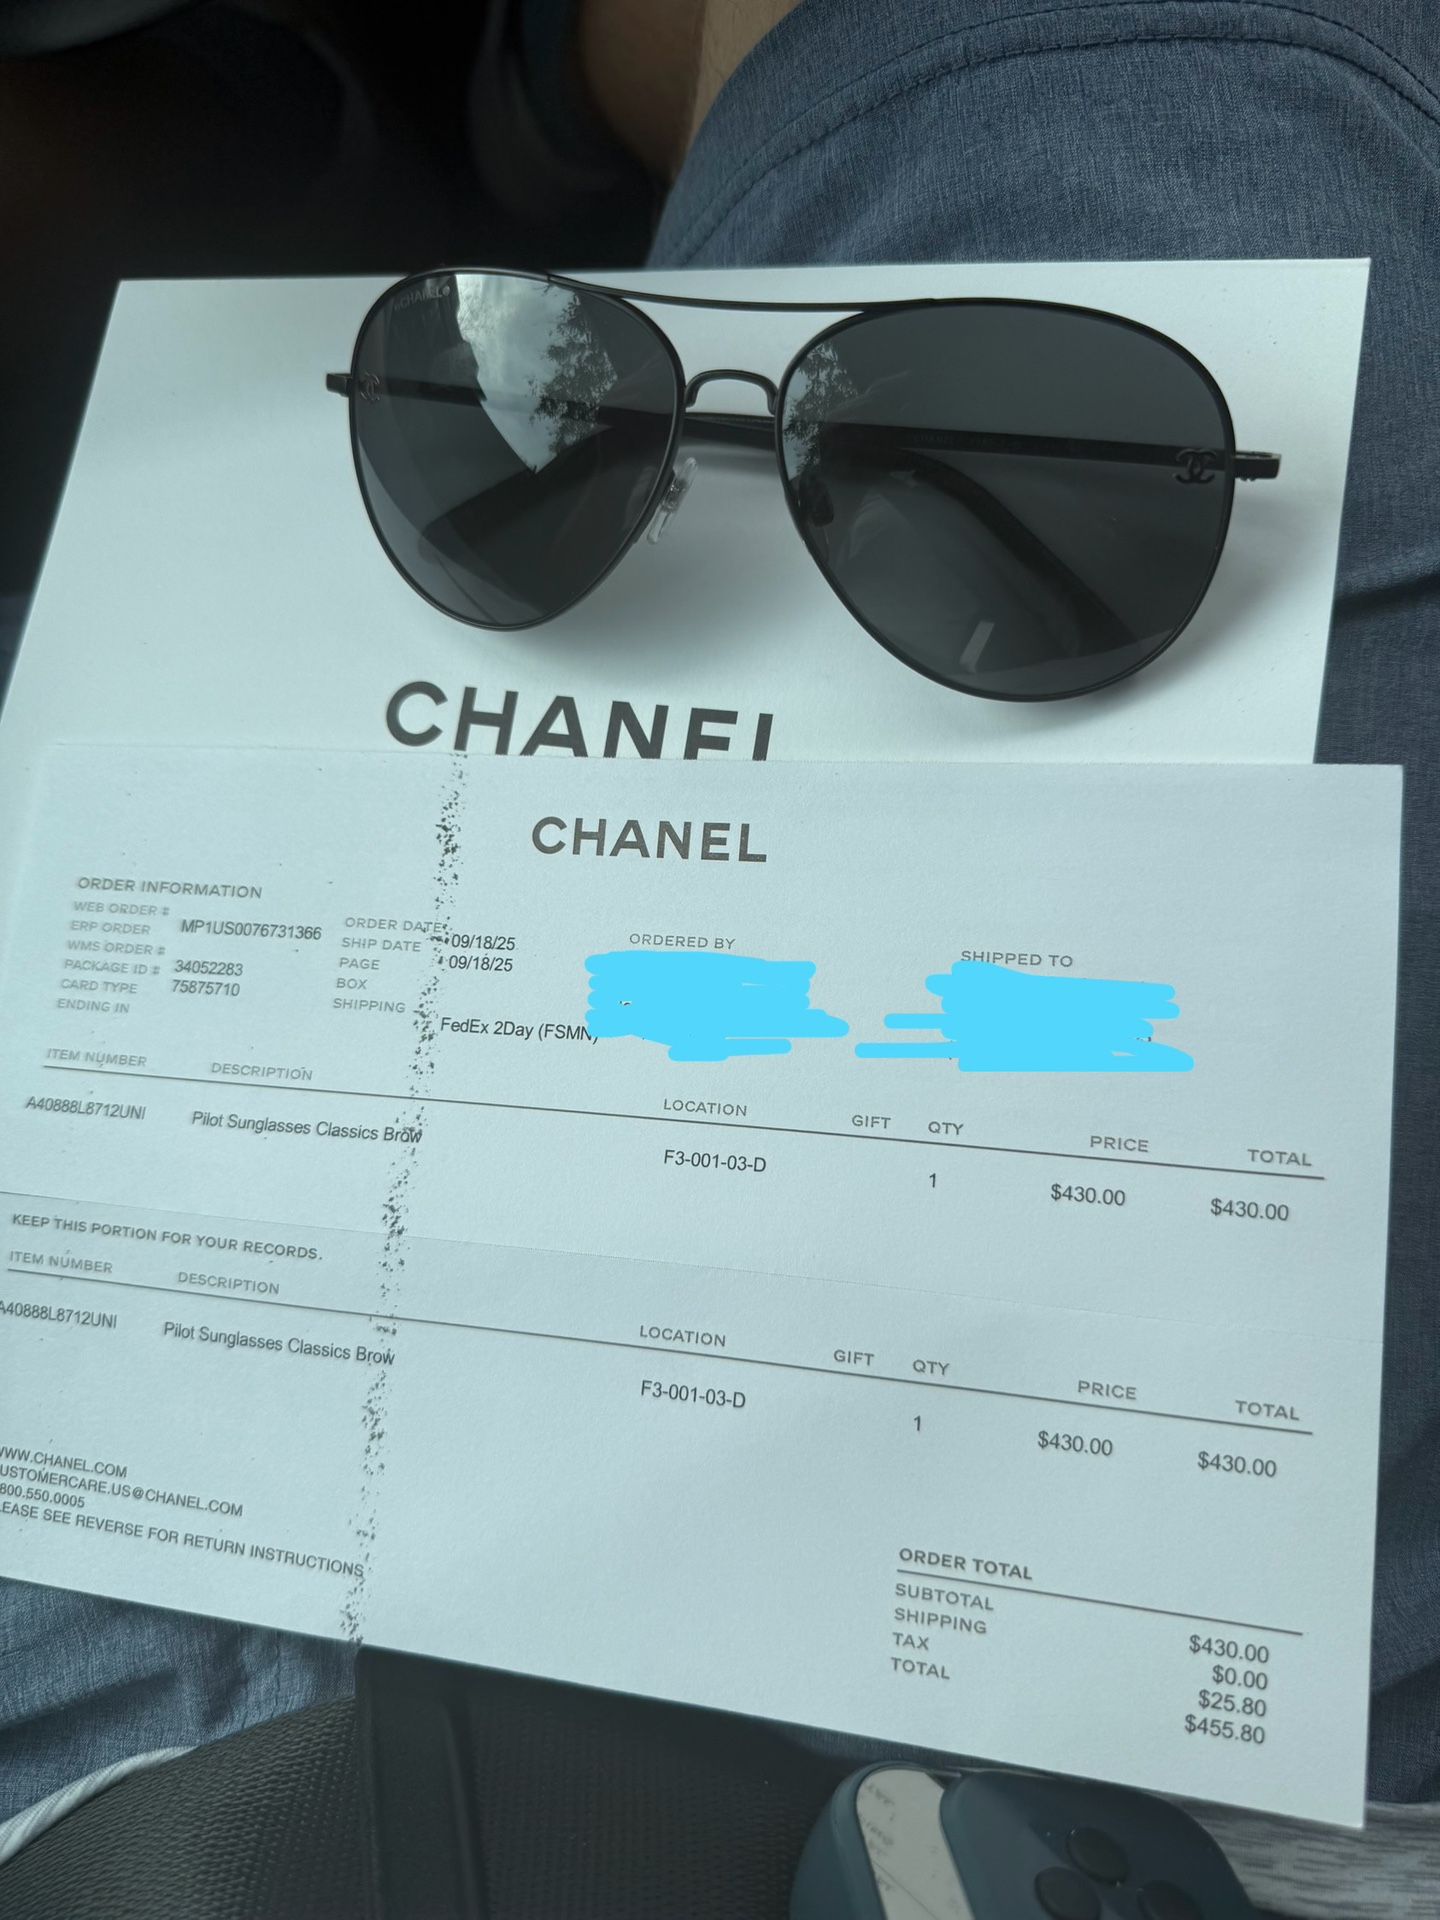 CHANEL
CHANEL
CHANEL
ORDER INFORMATION
WEB ORDER #
ERP ORDER MP1US0076731366
WMS ORDER #
PACKAGE ID # 34052283
CARD TYPE 75875710
ENDING IN
ORDER DATE
SHIP DATE 09/18/25
PAGE 09/18/25
BOX
SHIPPING
FedEx 2Day (FSMN)
ORDERED BY
SHIPPED TO
ITEM NUMBER DESCRIPTION LOCATION GIFT QTY PRICE TOTAL
A40888L8712UNI Pilot Sunglasses Classics Brow F3-001-03-D 1 $430.00 $430.00
KEEP THIS PORTION FOR YOUR RECORDS.
ITEM NUMBER DESCRIPTION LOCATION GIFT QTY PRICE TOTAL
A40888L8712UNI Pilot Sunglasses Classics Brow F3-001-03-D 1 $430.00 $430.00
WWW.CHANEL.COM
USTOMERCARE.US@CHANEL.COM
800.550.0005
LEASE SEE REVERSE FOR RETURN INSTRUCTIONS
ORDER TOTAL
SUBTOTAL $430.00
SHIPPING $0.00
TAX $25.80
TOTAL $455.80